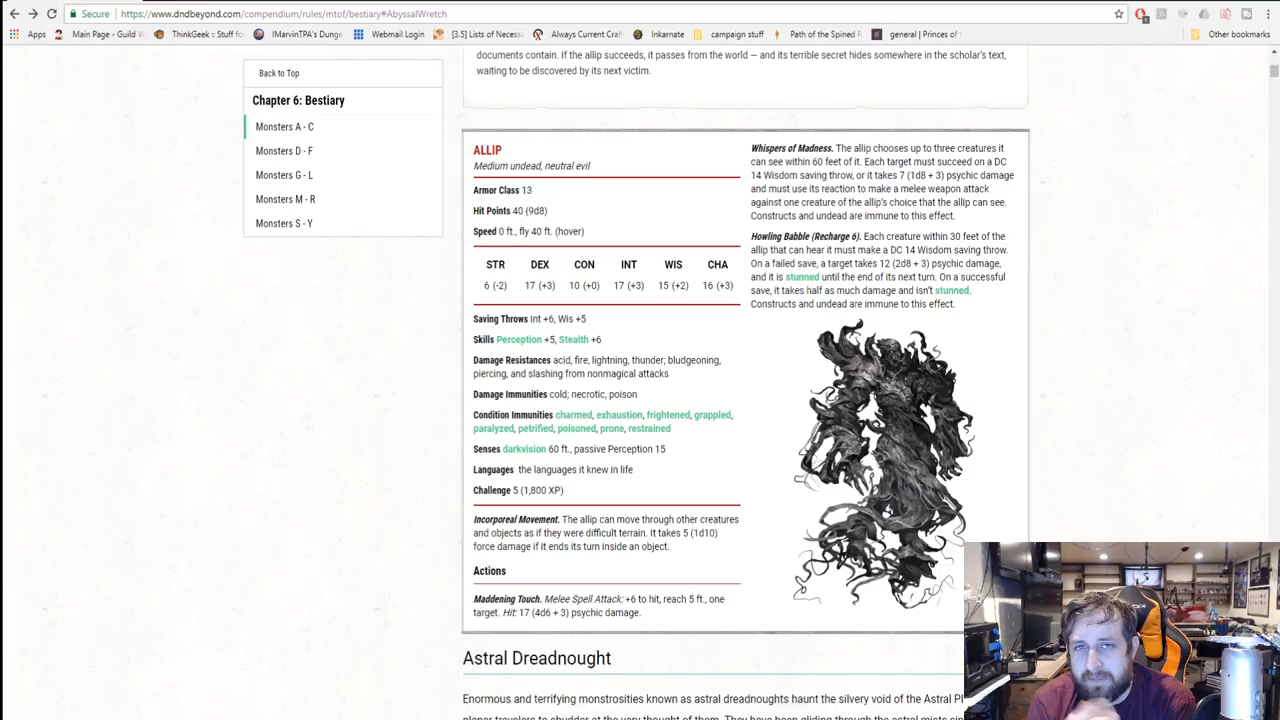 Secure
https://www.dndbeyond.com/compendium/rules/mtof/bestiary#AbyssalWretch
Apps Main Page - Guild W ThinkGeek :: Stuff fo IMarvinTPA's Dunge Webmail Login [3.5] Lists of Necess Always Current Craf Inkarnate campaign stuff Path of the Spined R general | Princes of t Other bookmarks
documents contain. If the allip succeeds, it passes from the world — and its terrible secret hides somewhere in the scholar's text,
waiting to be discovered by its next victim.
Back to Top
Chapter 6: Bestiary
Monsters A - C
Monsters D - F
Monsters G - L
Monsters M - R
Monsters S - Y
ALLIP
Medium undead, neutral evil
Armor Class 13
Hit Points 40 (9d8)
Speed 0 ft., fly 40 ft. (hover)
STR DEX CON INT WIS CHA
6 (-2) 17 (+3) 10 (+0) 17 (+3) 15 (+2) 16 (+3)
Saving Throws Int +6, Wis +5
Skills Perception +5, Stealth +6
Damage Resistances acid, fire, lightning, thunder; bludgeoning,
piercing, and slashing from nonmagical attacks
Damage Immunities cold; necrotic, poison
Condition Immunities charmed, exhaustion, frightened, grappled,
paralyzed, petrified, poisoned, prone, restrained
Senses darkvision 60 ft., passive Perception 15
Languages the languages it knew in life
Challenge 5 (1,800 XP)
Incorporeal Movement. The allip can move through other creatures
and objects as if they were difficult terrain. It takes 5 (1d10)
force damage if it ends its turn inside an object.
Actions
Maddening Touch. Melee Spell Attack: +6 to hit, reach 5 ft., one
target. Hit: 17 (4d6 + 3) psychic damage.
Whispers of Madness. The allip chooses up to three creatures it
can see within 60 feet of it. Each target must succeed on a DC
14 Wisdom saving throw, or it takes 7 (1d8 + 3) psychic damage
and must use its reaction to make a melee weapon attack
against one creature of the allip's choice that the allip can see.
Constructs and undead are immune to this effect.
Howling Babble (Recharge 6). Each creature within 30 feet of the
allip that can hear it must make a DC 14 Wisdom saving throw.
On a failed save, a target takes 12 (2d8 + 3) psychic damage,
and it is stunned until the end of its next turn. On a successful
save, it takes half as much damage and isn't stunned.
Constructs and undead are immune to this effect.
Astral Dreadnought
Enormous and terrifying monstrosities known as astral dreadnoughts haunt the silvery void of the Astral Pl
planar travelers to shudder at the very thought of them. They have been gliding through the astral mists sin